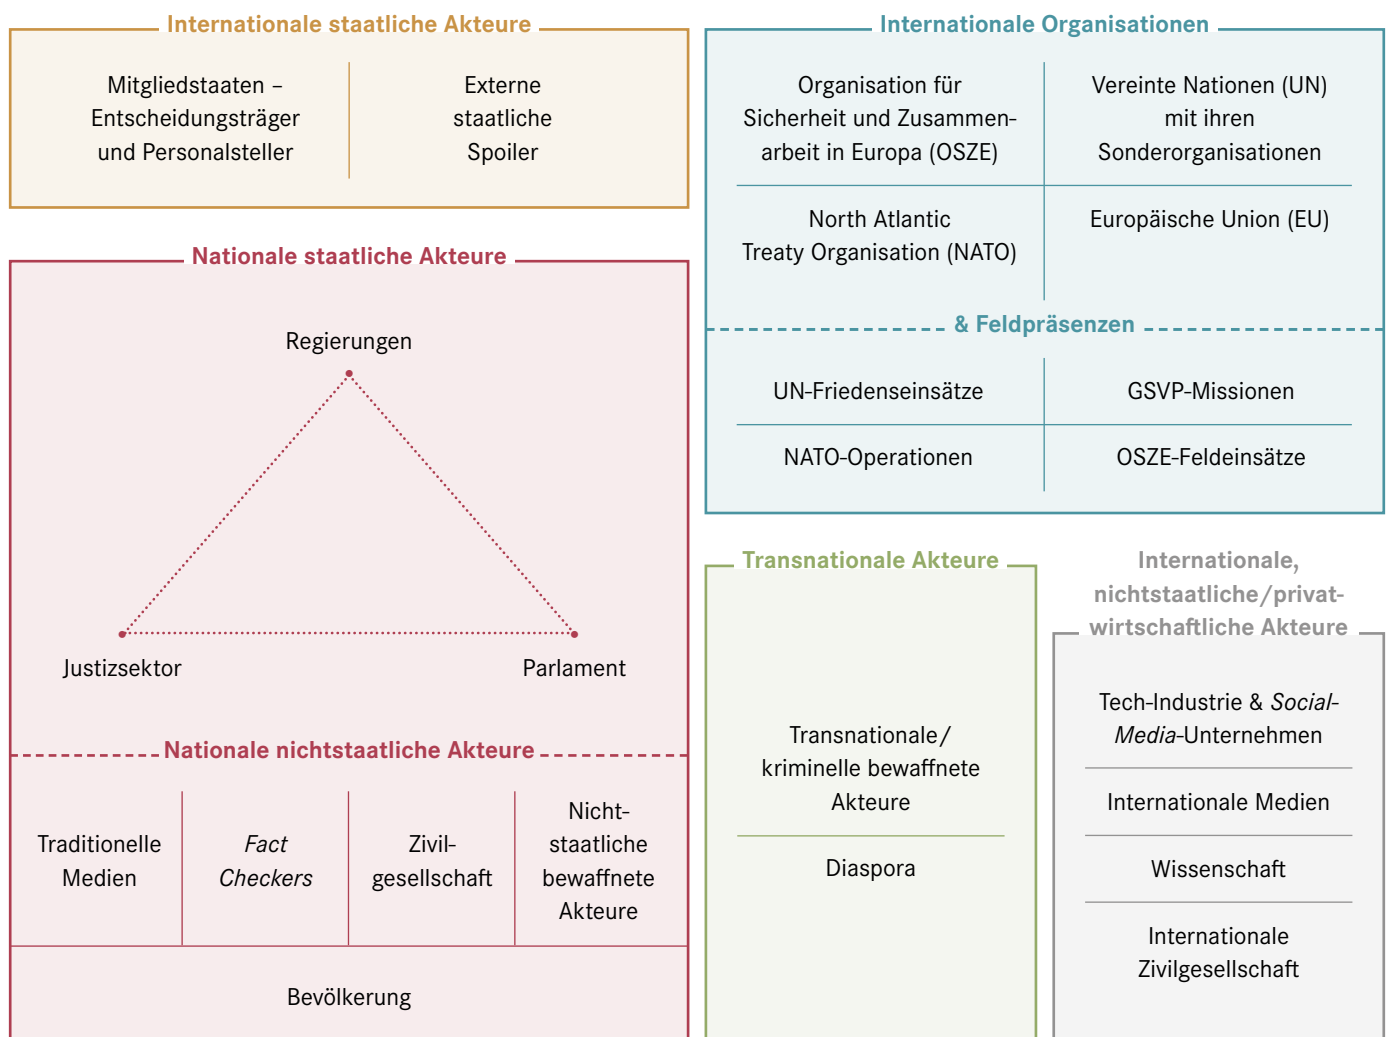 Internationale staatliche Akteure
Mitgliedstaaten –
Entscheidungsträger
und Personalsteller
Externe
staatliche
Spoiler
Internationale Organisationen
Organisation für
Sicherheit und Zusammen-
arbeit in Europa (OSZE)
Vereinte Nationen (UN)
mit ihren
Sonderorganisationen
North Atlantic
Treaty Organisation (NATO)
Europäische Union (EU)
& Feldpräsenzen
UN-Friedenseinsätze
GSVP-Missionen
NATO-Operationen
OSZE-Feldeinsätze
Nationale staatliche Akteure
Regierungen
Justizsektor
Parlament
Nationale nichtstaatliche Akteure
Traditionelle
Medien
Fact
Checkers
Zivil-
gesellschaft
Nicht-
staatliche
bewaffnete
Akteure
Bevölkerung
Transnationale Akteure
Transnationale/
kriminelle bewaffnete
Akteure
Diaspora
Internationale,
nichtstaatliche/privat-
wirtschaftliche Akteure
Tech-Industrie & Social-
Media-Unternehmen
Internationale Medien
Wissenschaft
Internationale
Zivilgesellschaft